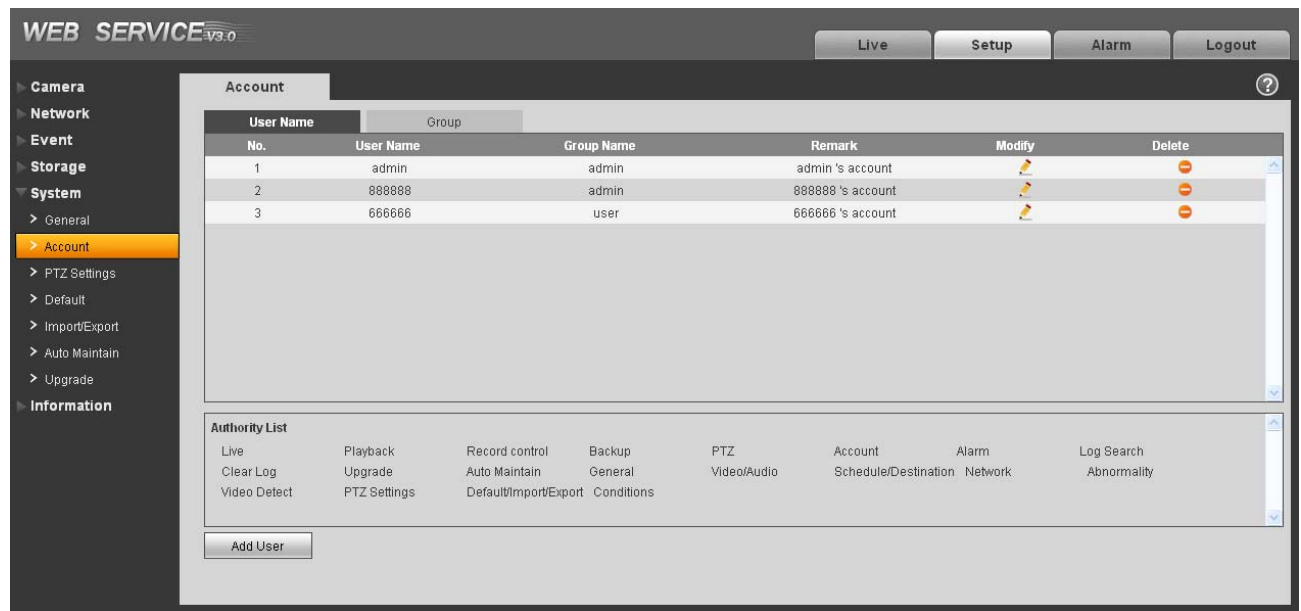 WEB SERVICE V3.0
Live Setup Alarm Logout
Camera
Network
Event
Storage
System
General
Account
PTZ Settings
Default
Import/Export
Auto Maintain
Upgrade
Information
Account ?
User Name Group
No. User Name Group Name Remark Modify Delete
1 admin admin admin 's account
2 888888 admin 888888 's account
3 666666 user 666666 's account
Authority List
Live Playback Record control Backup PTZ Account Alarm Log Search
Clear Log Upgrade Auto Maintain General Video/Audio Schedule/Destination Network Abnormality
Video Detect PTZ Settings Default/Import/Export Conditions
Add User